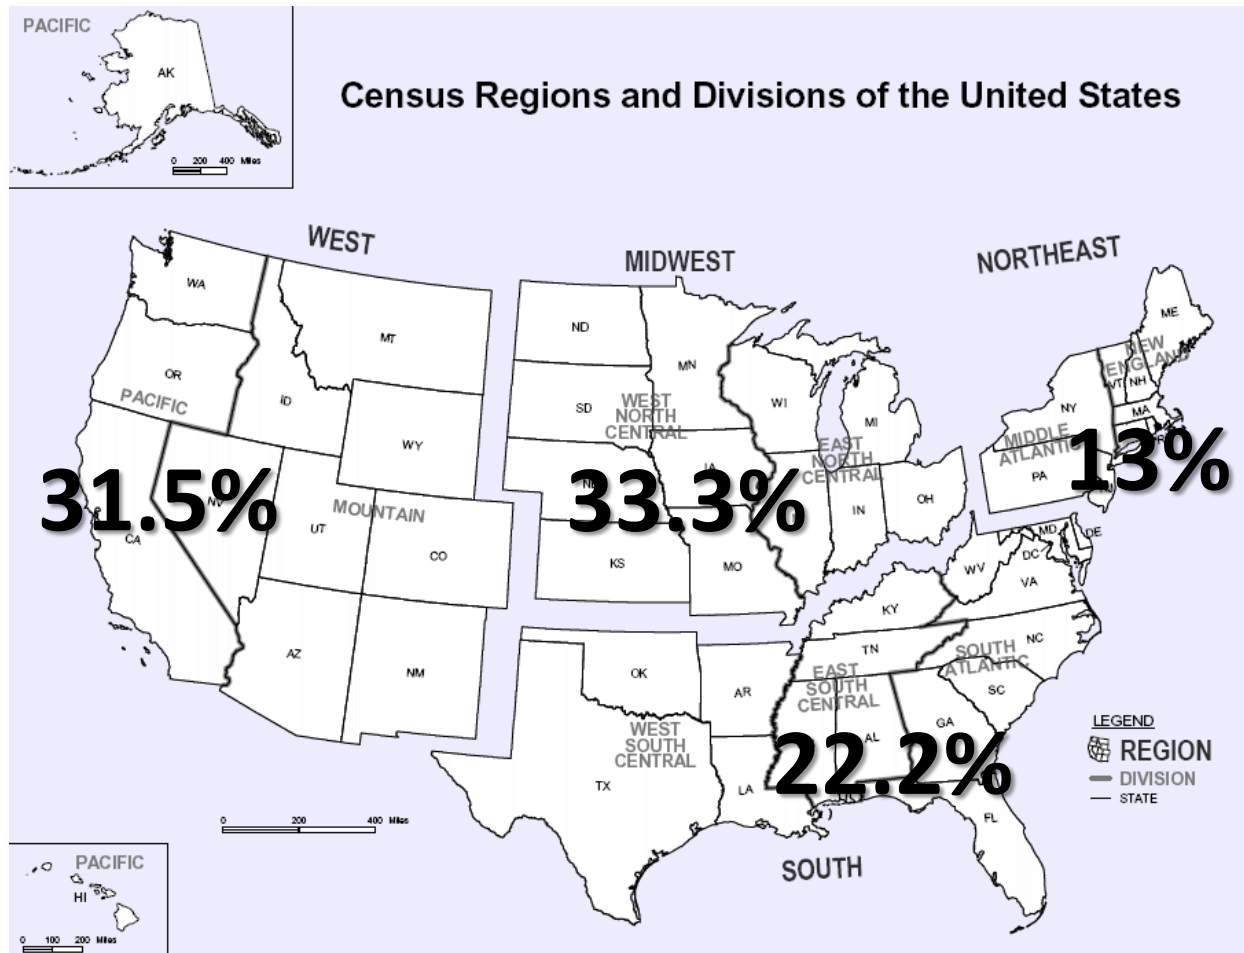 PACIFIC
AK
0 200 400 Miles
Census Regions and Divisions of the United States
WEST
MIDWEST
NORTHEAST
WA
MT
ND
MN
ME
OR
ID
SD
WI
MI
NY
VT
NH
MA
NEW
ENGLAND
PACIFIC
WY
WEST
NORTH
CENTRAL
EAST
NORTH
CENTRAL
MIDDLE
ATLANTIC
PA
IA
31.5%
33.3%
13%
NV
UT
MOUNTAIN
CO
CA
KS
MO
IN
OH
WV
MD
DE
DC
VA
KY
AZ
NM
OK
AR
TN
NC
SC
SOUTH
ATLANTIC
EAST
SOUTH
CENTRAL
WEST
SOUTH
CENTRAL
TX
LA
AL
GA
22.2%
FL
LEGEND
REGION
DIVISION
STATE
0 200 400 Miles
SOUTH
PACIFIC
HI
0 100 200 Miles